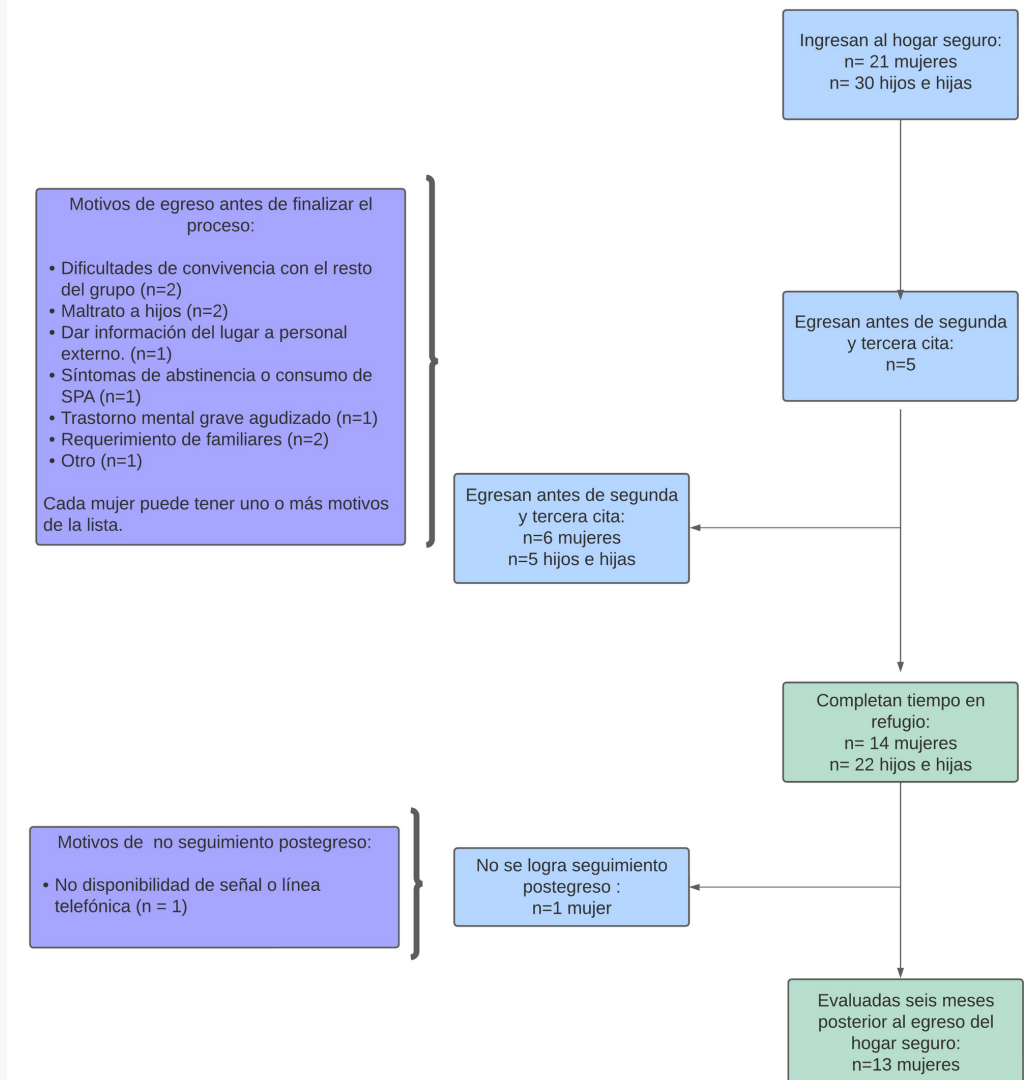 Ingresan al hogar seguro:
n= 21 mujeres
n= 30 hijos e hijas
Motivos de egreso antes de finalizar el
proceso:
• Dificultades de convivencia con el resto
del grupo (n=2)
• Maltrato a hijos (n=2)
• Dar información del lugar a personal
externo. (n=1)
• Síntomas de abstinencia o consumo de
SPA (n=1)
• Trastorno mental grave agudizado (n=1)
• Requerimiento de familiares (n=2)
• Otro (n=1)
Cada mujer puede tener uno o más motivos
de la lista.
Egresan antes de segunda
y tercera cita:
n=5
Egresan antes de segunda
y tercera cita:
n=6 mujeres
n=5 hijos e hijas
Completan tiempo en
refugio:
n= 14 mujeres
n= 22 hijos e hijas
Motivos de  no seguimiento postegreso:
• No disponibilidad de señal o línea
telefónica (n = 1)
No se logra seguimiento
postegreso :
n=1 mujer
Evaluadas seis meses
posterior al egreso del
hogar seguro:
n=13 mujeres